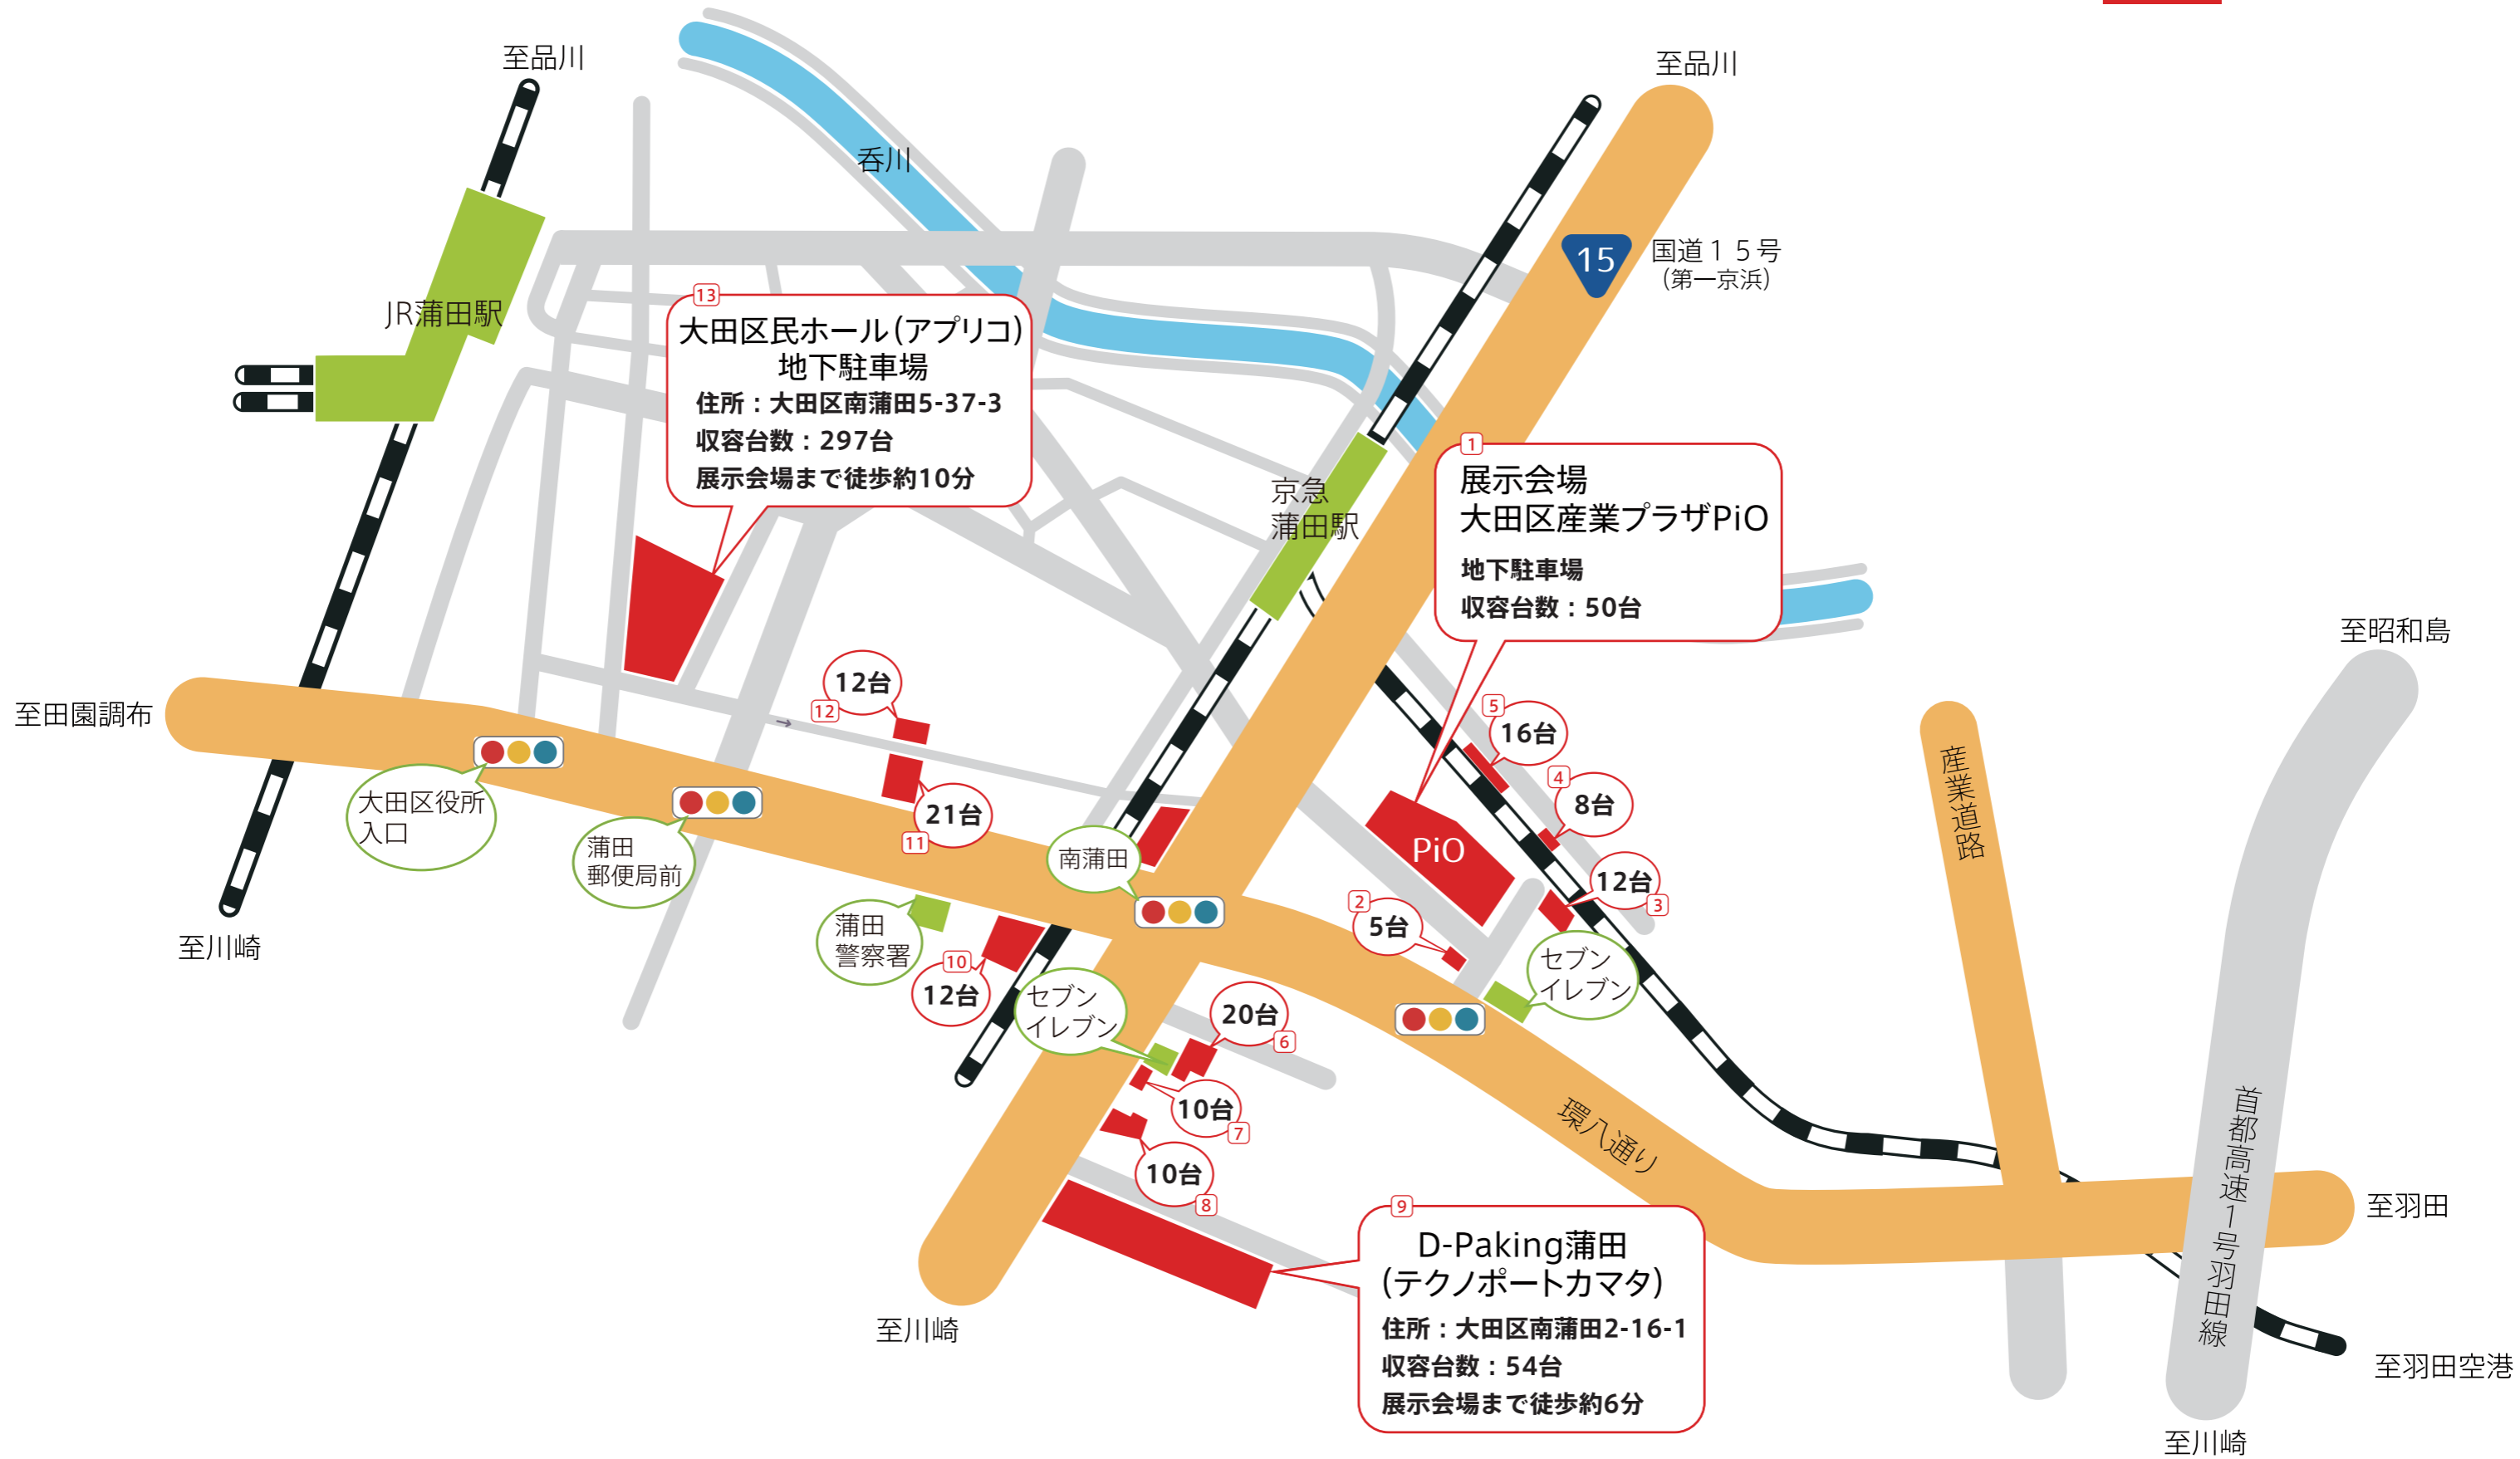 至品川
至品川
呑川
15
国道１５号
(第一京浜)
JR蒲田駅
13
大田区民ホール(アプリコ)
地下駐車場
住所：大田区南蒲田5-37-3
収容台数：297台
展示会場まで徒歩約10分
京急
蒲田駅
1
展示会場
大田区産業プラザPiO
地下駐車場
収容台数：50台
至昭和島
至田園調布
12台
12
→
5
16台
4
8台
産業道路
大田区役所
入口
蒲田
郵便局前
21台
11
南蒲田
PiO
12台
3
2
5台
至川崎
蒲田
警察署
10
12台
セブン
イレブン
セブン
イレブン
20台
6
10台
7
10台
8
環八通り
首都高速1号羽田線
至羽田
9
D-Paking蒲田
(テクノポートカマタ)
住所：大田区南蒲田2-16-1
収容台数：54台
展示会場まで徒歩約6分
至川崎
至羽田空港
至川崎